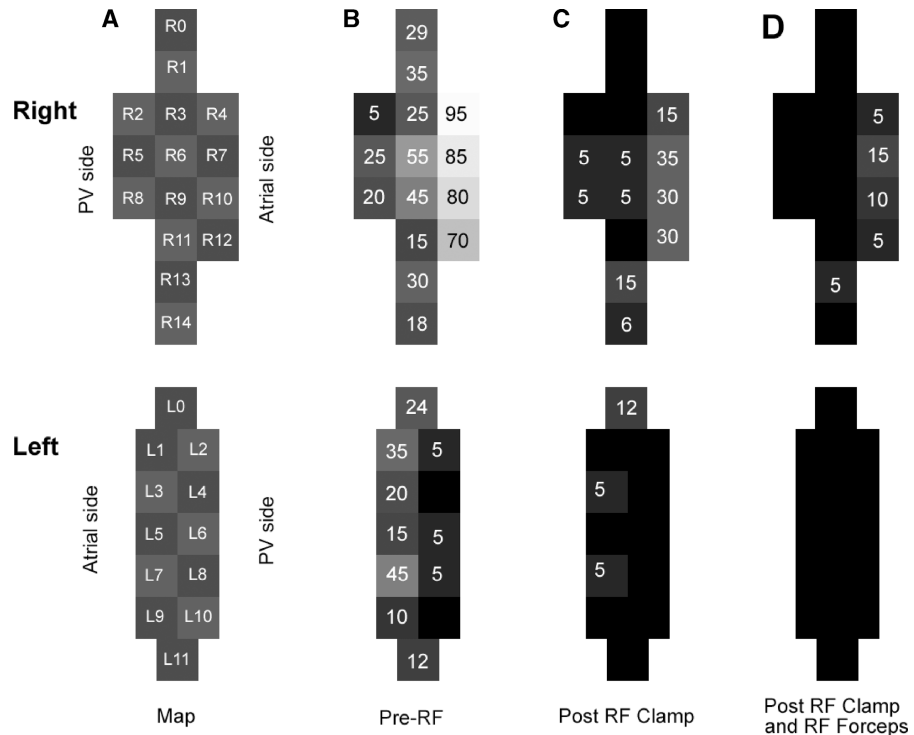 A B C D
R0 29
R1 35
Right
R2 R3 R4 5 25 95 15 5
R5 R6 R7 25 55 85 5 5 35 15
R8 R9 R10 20 45 80 5 5 30 10
R11 R12 15 70 30 5
R13 30 15 5
R14 18 6
PV side
Atrial side
L0 24 12
Left
L1 L2 35 5
L3 L4 20 5
L5 L6 15 5
L7 L8 45 5 5
L9 L10 10
L11 12
Atrial side
PV side
Map
Pre-RF
Post RF Clamp
Post RF Clamp
and RF Forceps